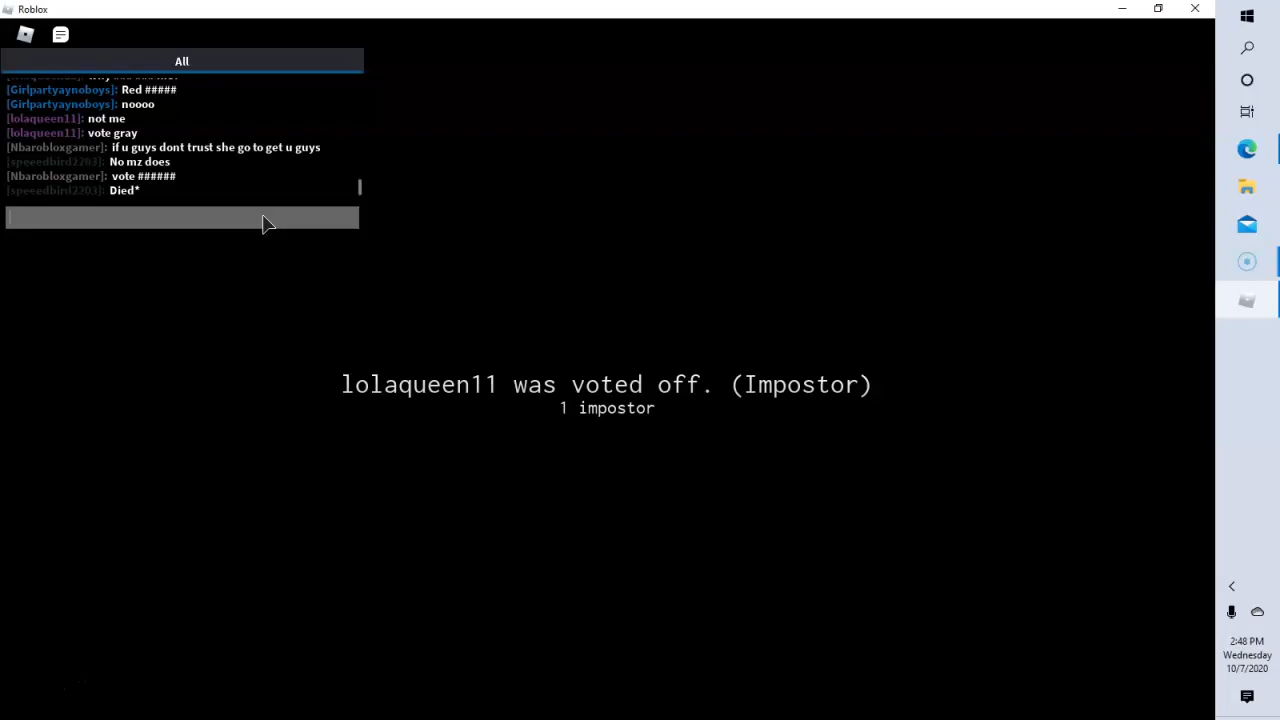 Roblox
All
[Girlpartyaynoboys]: Red #####
[Girlpartyaynoboys]: noooo
[lolaqueen11]: not me
[lolaqueen11]: vote gray
[Nbarobloxgamer]: if u guys dont trust she go to get u guys
[speeedbird2203]: No mz does
[Nbarobloxgamer]: vote ######
[speeedbird2203]: Died*
lolaqueen11 was voted off. (Impostor)
1 impostor
2:48 PM
Wednesday
10/7/2020